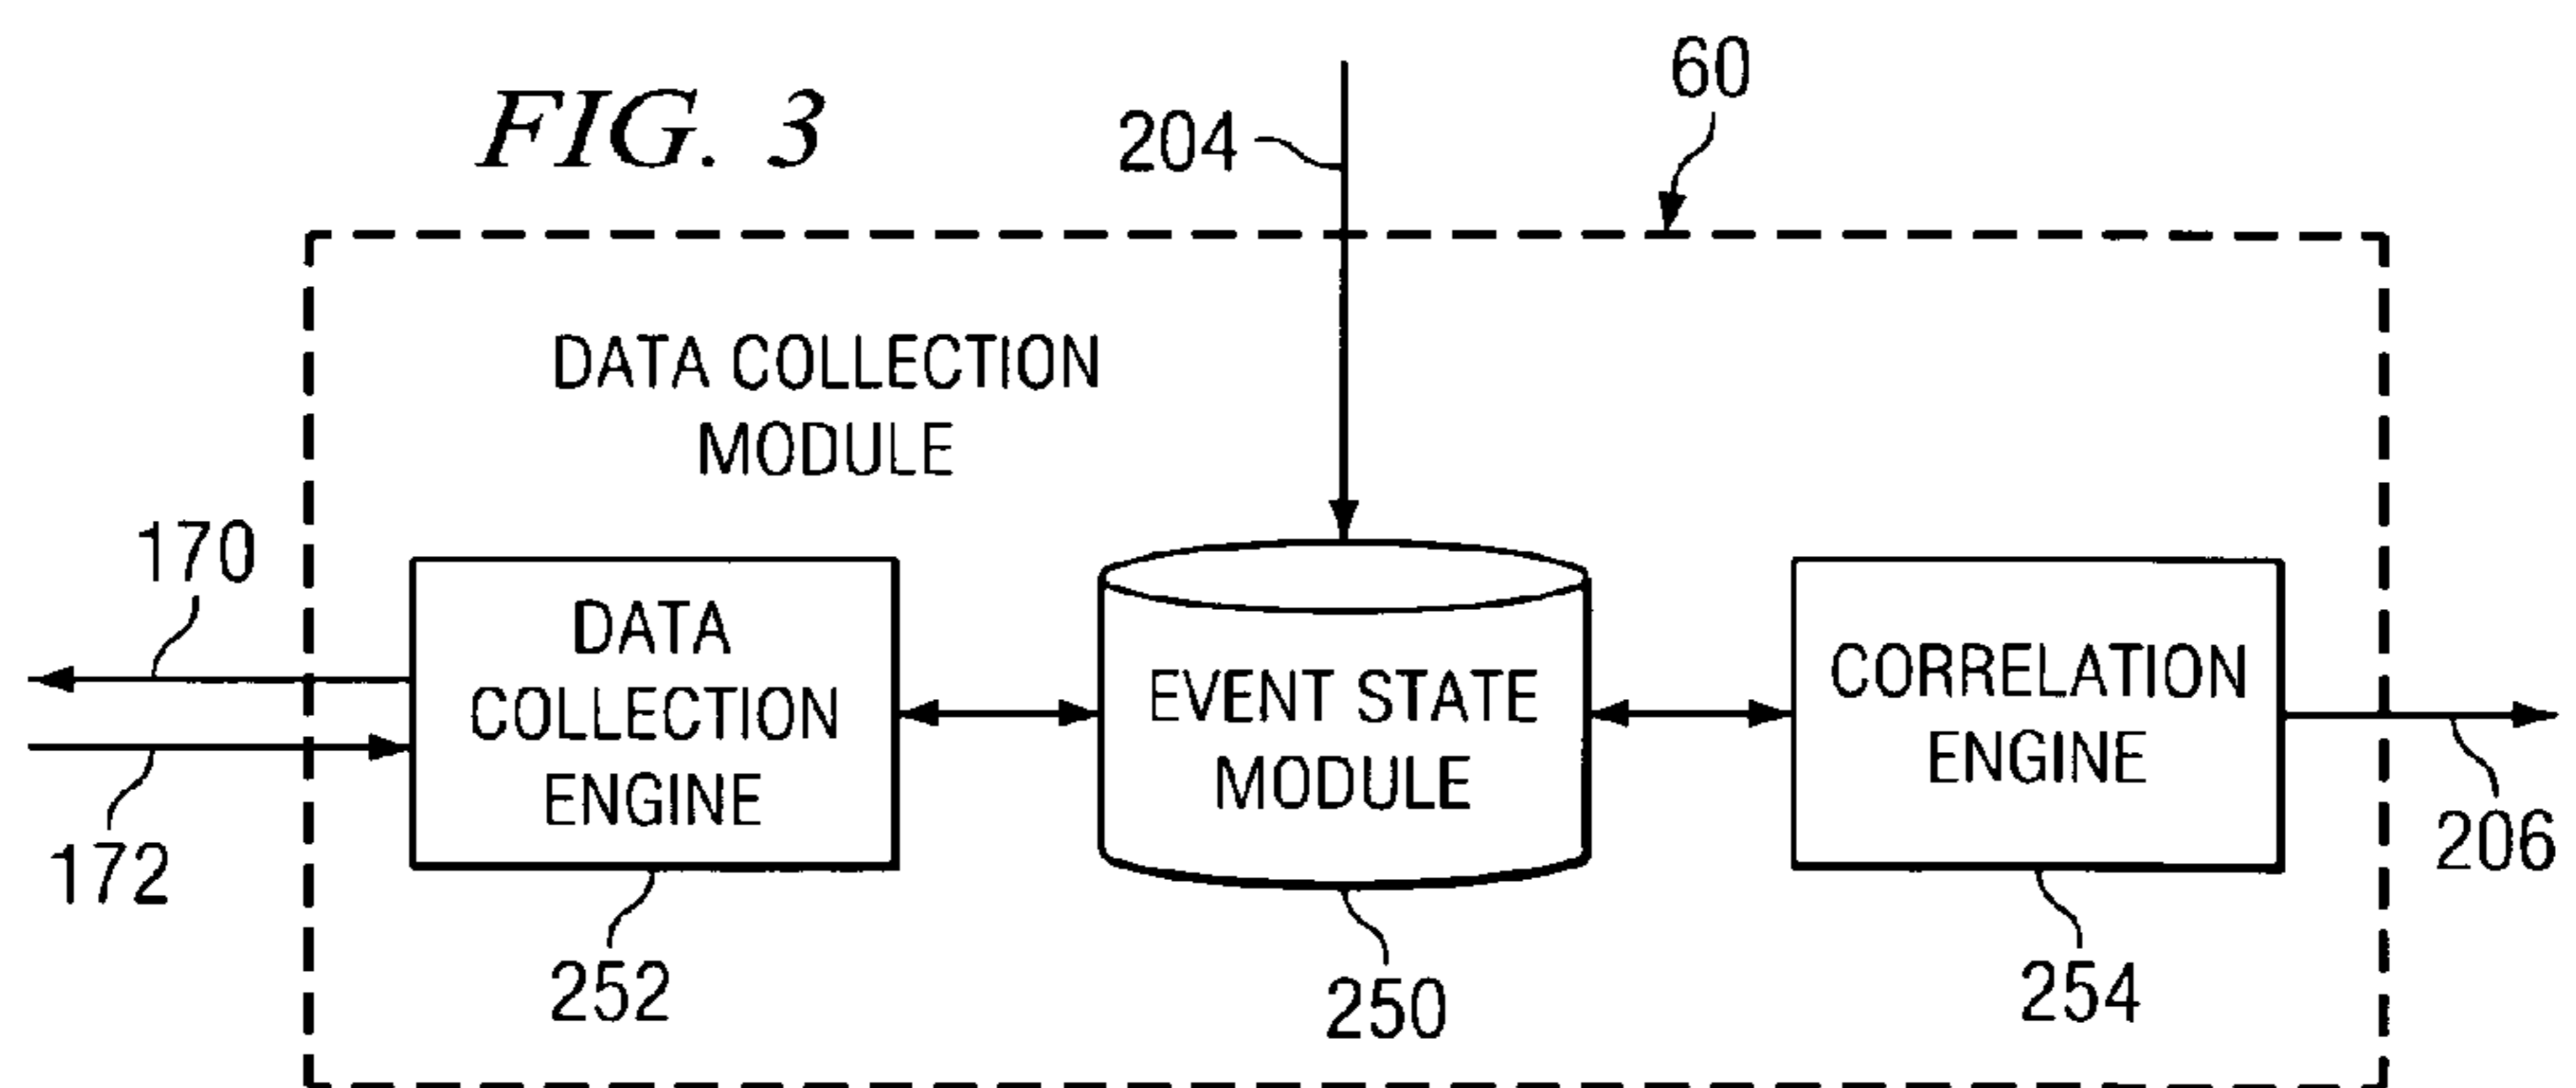 FIG. 3
60
204
DATA COLLECTION
MODULE
170
172
DATA
COLLECTION
ENGINE
252
EVENT STATE
MODULE
250
CORRELATION
ENGINE
254
206